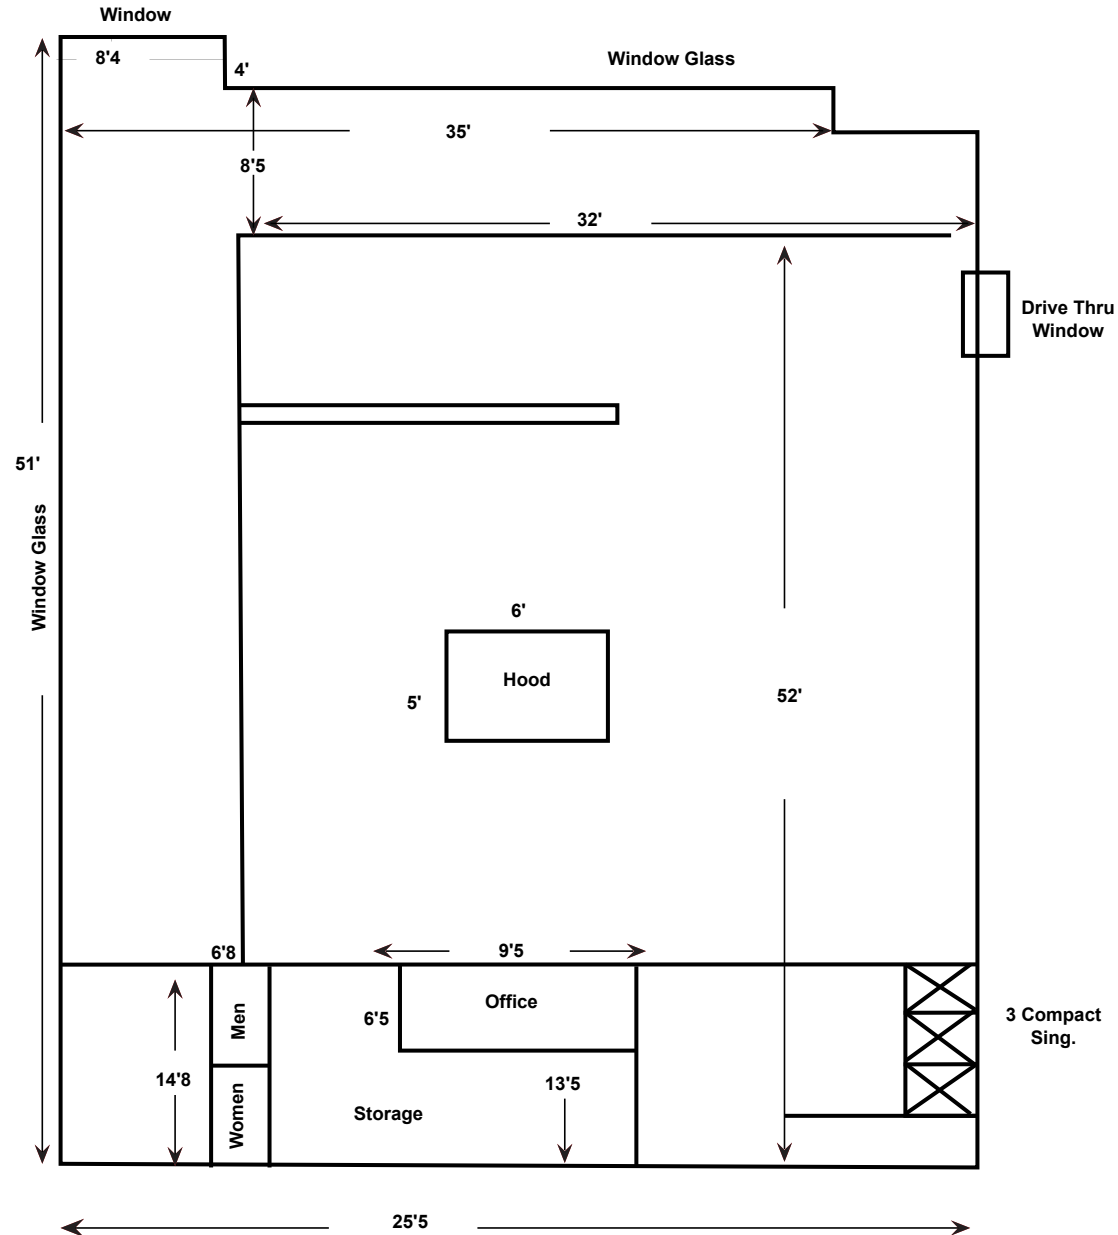 Window
8'4
4'
Window Glass
35'
8'5
32'
Drive Thru
Window
51'
Window Glass
6'
Hood
5'
52'
6'8
9'5
Men
Office
6'5
3 Compact
Sing.
14'8
13'5
Women
Storage
25'5